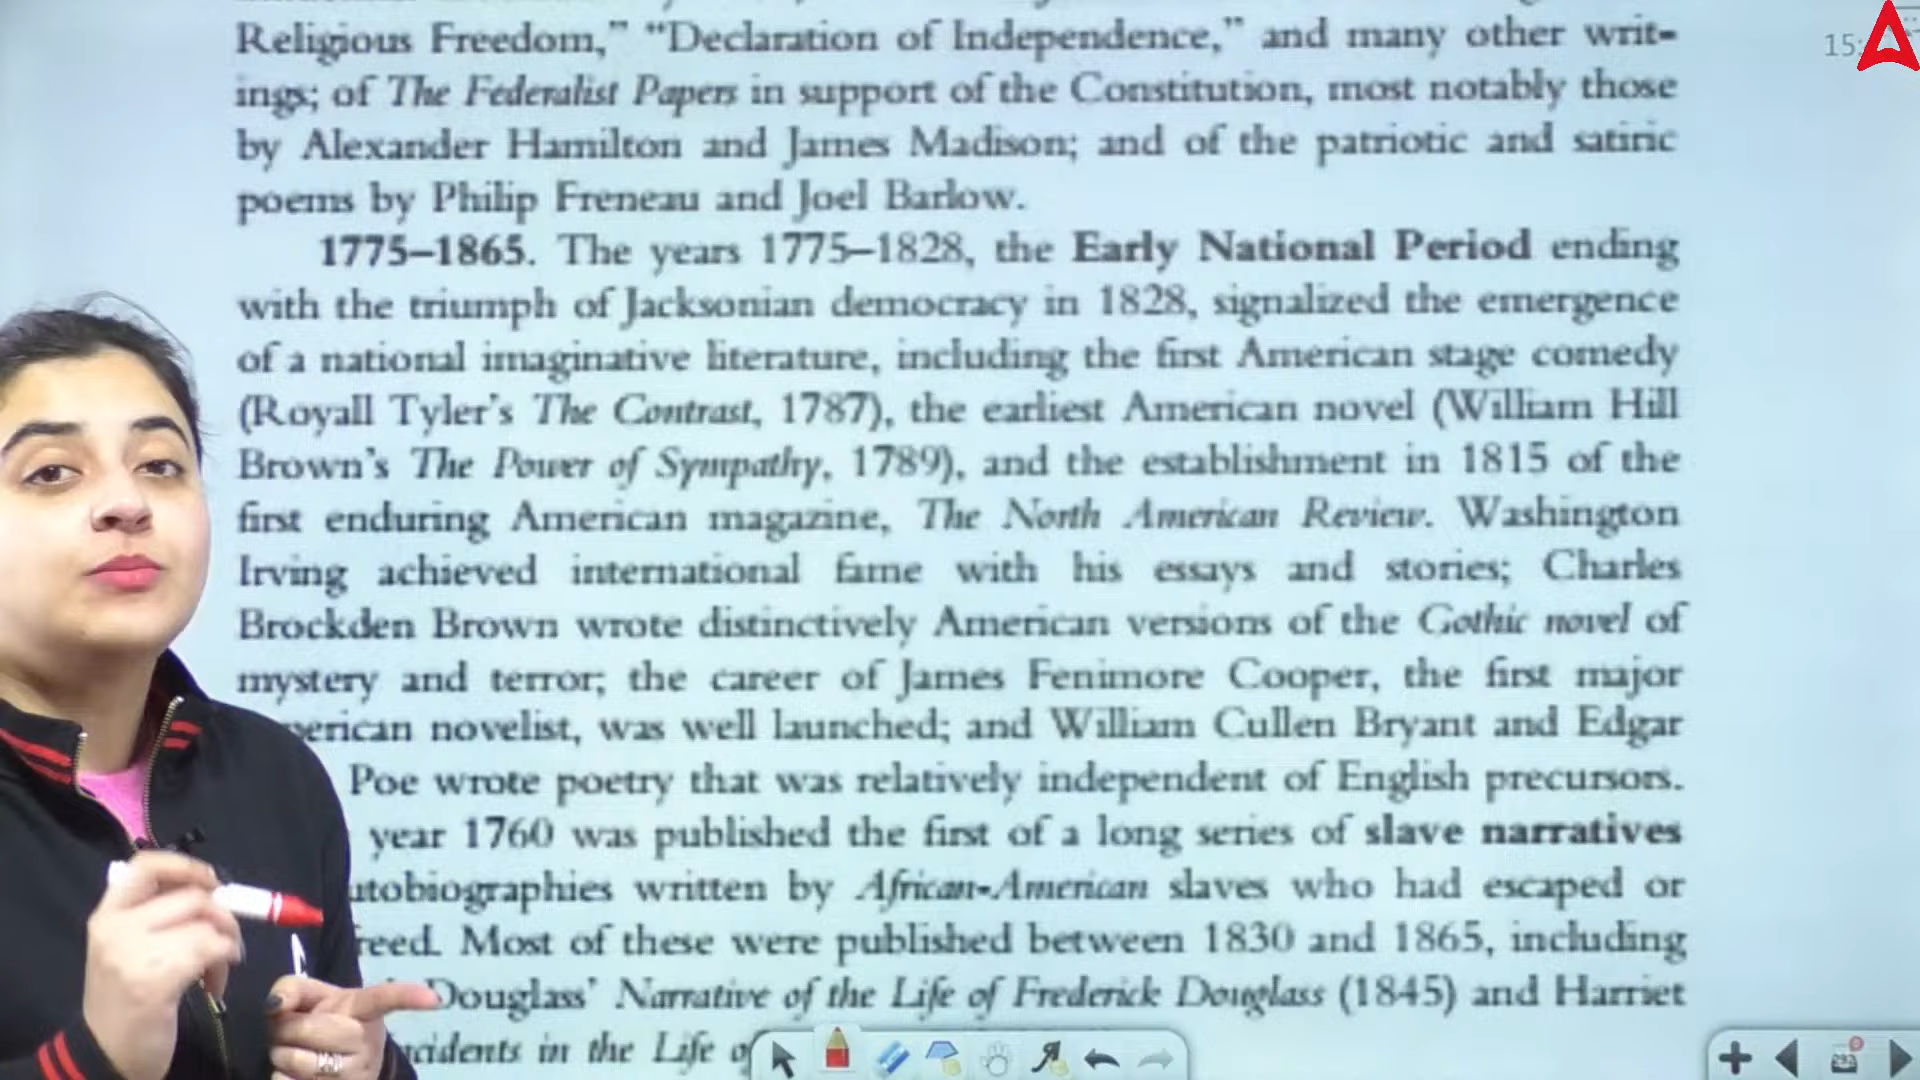 Religious Freedom,” “Declaration of Independence,” and many other writ-
ings; of The Federalist Papers in support of the Constitution, most notably those
by Alexander Hamilton and James Madison; and of the patriotic and satiric
poems by Philip Freneau and Joel Barlow.
1775–1865. The years 1775–1828, the Early National Period ending
with the triumph of Jacksonian democracy in 1828, signalized the emergence
of a national imaginative literature, including the first American stage comedy
(Royall Tyler’s The Contrast, 1787), the earliest American novel (William Hill
Brown’s The Power of Sympathy, 1789), and the establishment in 1815 of the
first enduring American magazine, The North American Review. Washington
Irving achieved international fame with his essays and stories; Charles
Brockden Brown wrote distinctively American versions of the Gothic novel of
mystery and terror; the career of James Fenimore Cooper, the first major
erican novelist, was well launched; and William Cullen Bryant and Edgar
Poe wrote poetry that was relatively independent of English precursors.
year 1760 was published the first of a long series of slave narratives
utobiographies written by African-American slaves who had escaped or
reed. Most of these were published between 1830 and 1865, including
Douglass’ Narrative of the Life of Frederick Douglass (1845) and Harriet
cidents in the Life of
15: